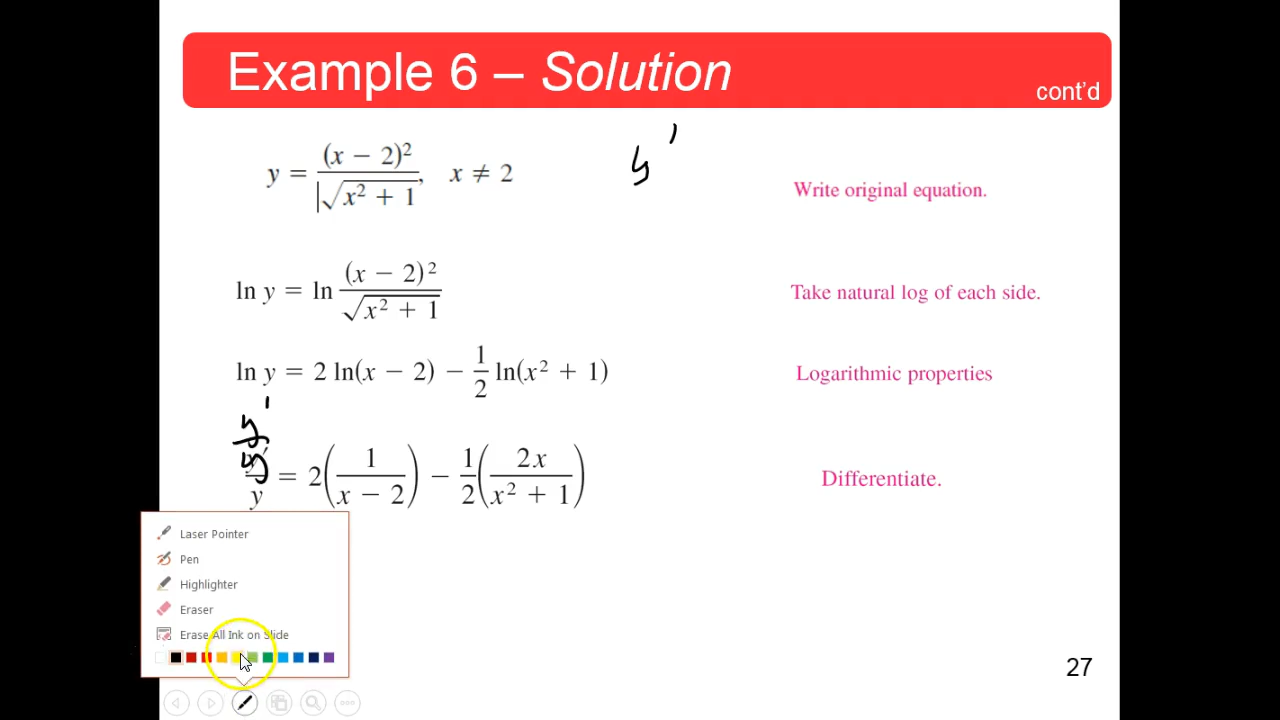 Example 6 – Solution
cont'd
y = (x − 2)² / √x² + 1, x ≠ 2
y'
Write original equation.
ln y = ln (x − 2)² / √x² + 1
Take natural log of each side.
ln y = 2 ln(x − 2) − 1/2 ln(x² + 1)
Logarithmic properties
y'
y
y'/y = 2(1 / x − 2) − 1/2(2x / x² + 1)
Differentiate.
Laser Pointer
Pen
Highlighter
Eraser
Erase All Ink on Slide
27